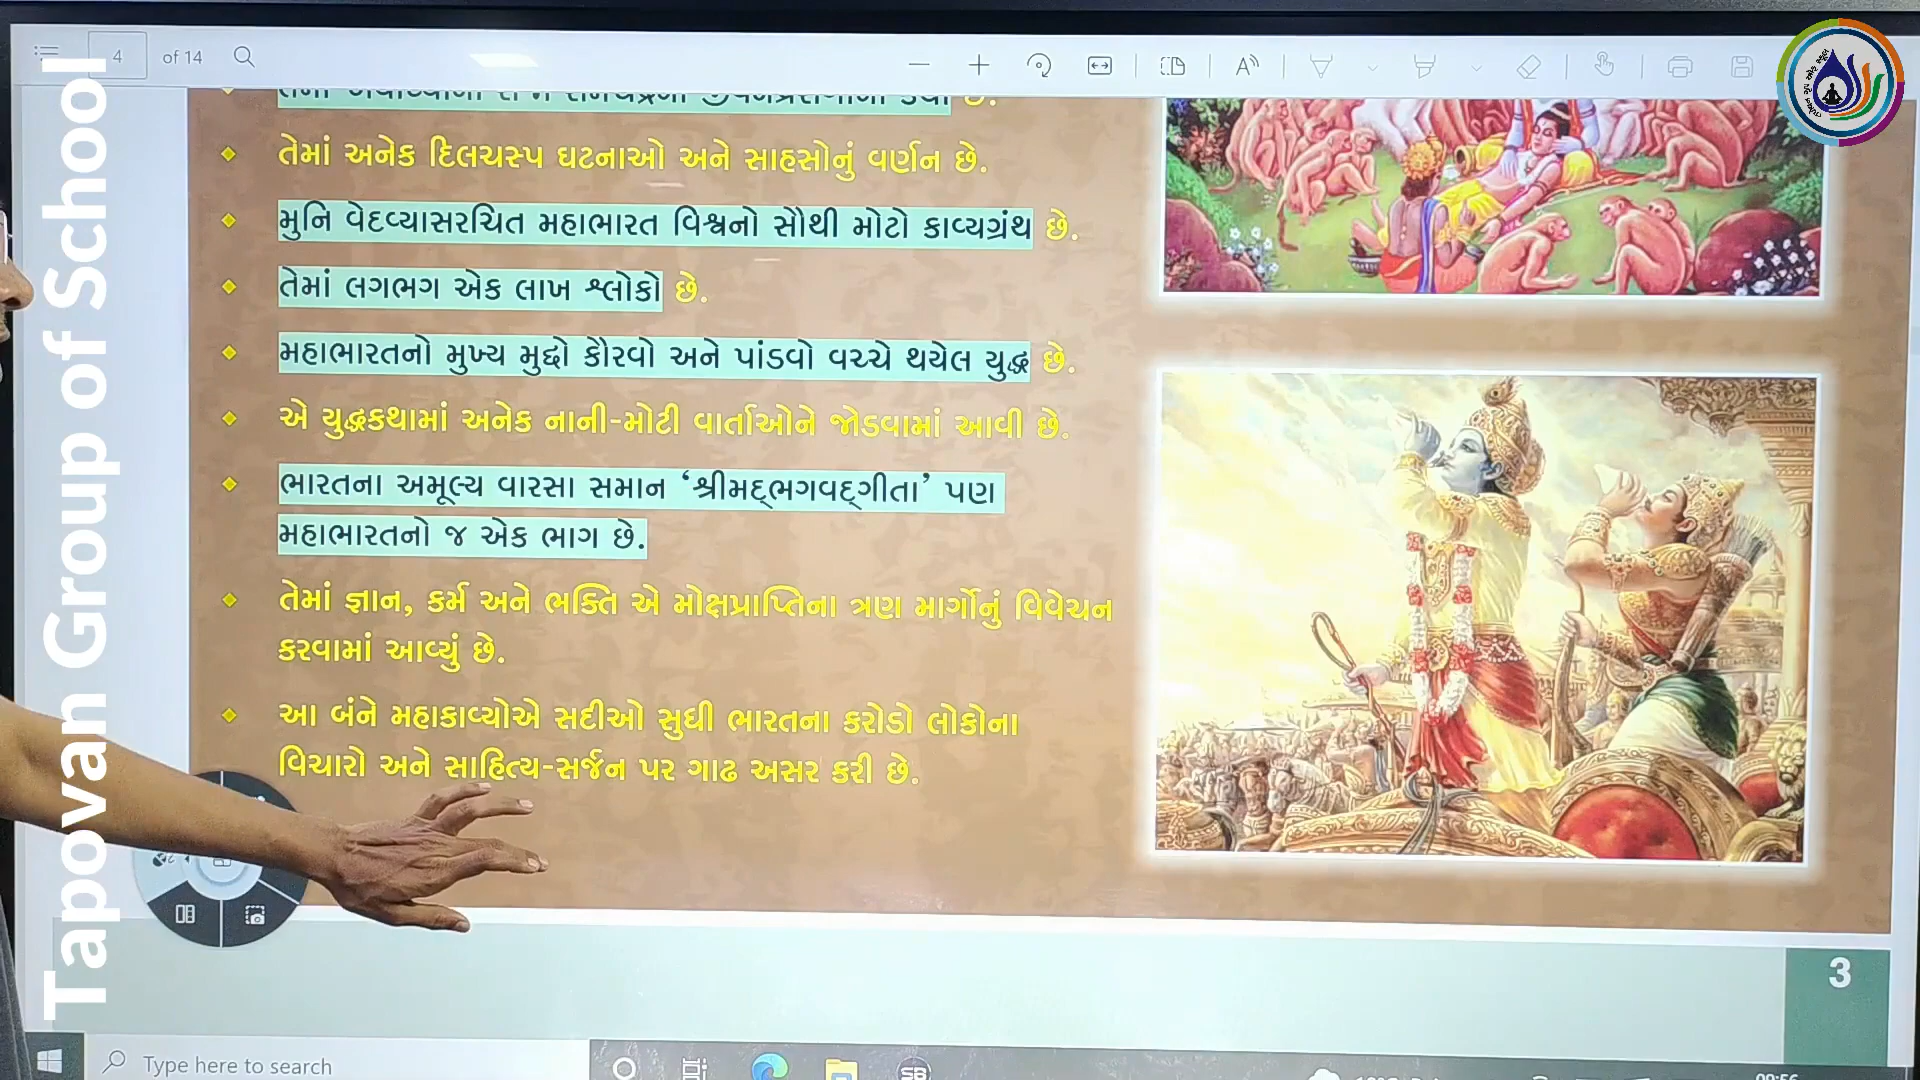 4 of 14
તેમાં અનેક દિલચસ્પ ઘટનાઓ અને સાહસોનું વર્ણન છે.
મુનિ વેદવ્યાસરચિત મહાભારત વિશ્વનો સૌથી મોટો કાવ્યગ્રંથ છે.
તેમાં લગભગ એક લાખ શ્લોકો છે.
મહાભારતનો મુખ્ય મુદ્દો કૌરવો અને પાંડવો વચ્ચે થયેલ યુદ્ધ છે.
એ યુદ્ધકથામાં અનેક નાની-મોટી વાર્તાઓને જોડવામાં આવી છે.
ભારતના અમૂલ્ય વારસા સમાન ‘શ્રીમદ્‌ભગવદ્‌ગીતા’ પણ
મહાભારતનો જ એક ભાગ છે.
તેમાં જ્ઞાન, કર્મ અને ભક્તિ એ મોક્ષપ્રાપ્તિના ત્રણ માર્ગોનું વિવેચન
કરવામાં આવ્યું છે.
આ બંને મહાકાવ્યોએ સદીઓ સુધી ભારતના કરોડો લોકોના
વિચારો અને સાહિત્ય-સર્જન પર ગાઢ અસર કરી છે.
3
Type here to search
SB
Tapovan Group of School